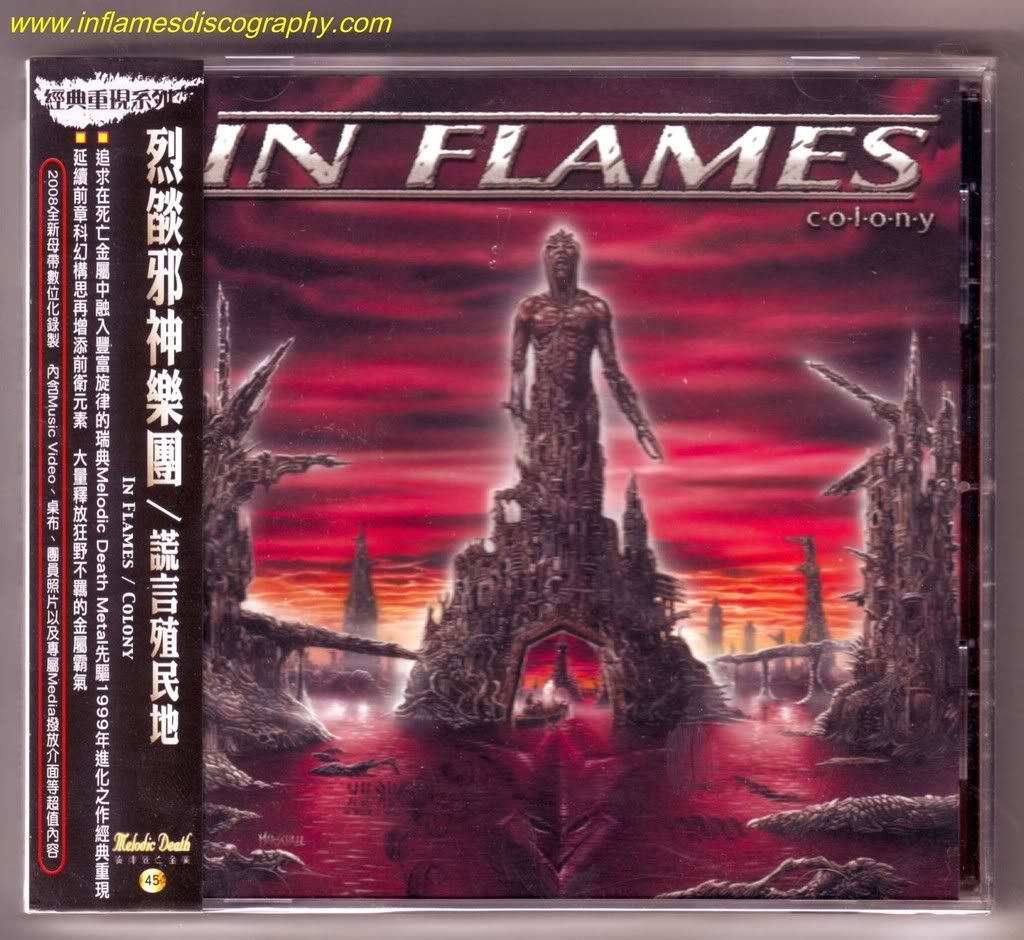 www.inflamesdiscography.com
經典重現系列
烈燄邪神樂團 / 謊言殖民地
IN FLAMES / COLONY
追求在死亡金屬中融入豐富旋律的瑞典Melodic Death Metal先驅1999年進化之作經典重現
延續前章科幻構思再增添前衛元素 大量釋放狂野不羈的金屬霸氣
2008全新母帶數位化錄製 內含Music Video、桌布、團員照片以及專屬Media撥放介面等超值內容
Melodic Death
45
IN FLAMES
c·o·l·o·n·y